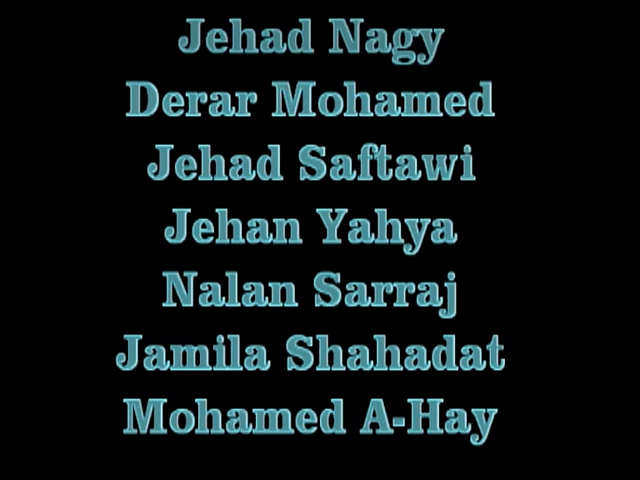 Jehad Nagy
Derar Mohamed
Jehad Saftawi
Jehan Yahya
Nalan Sarraj
Jamila Shahadat
Mohamed A-Hay